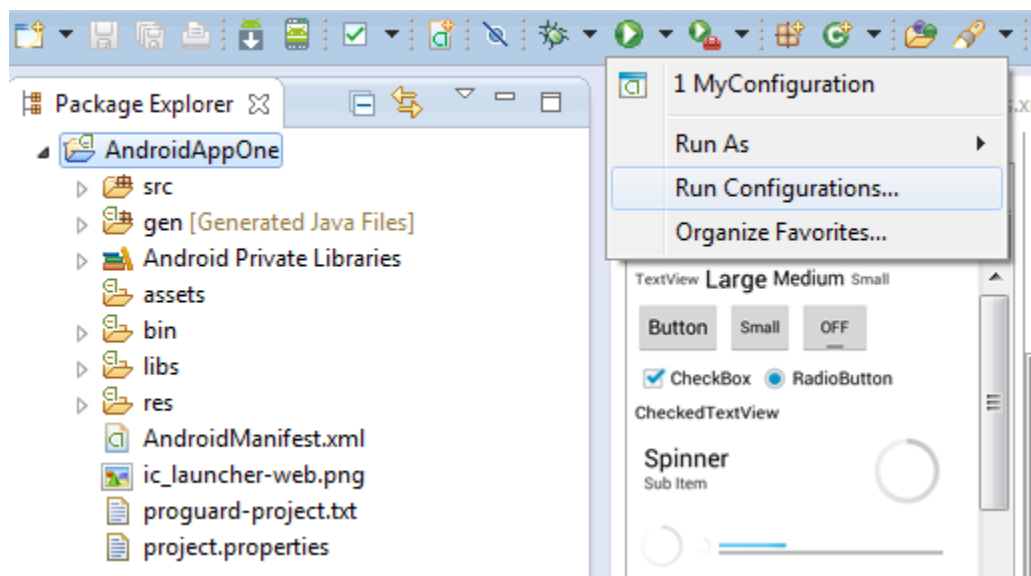 1 MyConfiguration
Run As
Run Configurations...
Organize Favorites...
Package Explorer
AndroidAppOne
src
gen [Generated Java Files]
Android Private Libraries
assets
bin
libs
res
AndroidManifest.xml
ic_launcher-web.png
proguard-project.txt
project.properties
TextView Large Medium Small
Button Small OFF
CheckBox RadioButton
CheckedTextView
Spinner
Sub Item